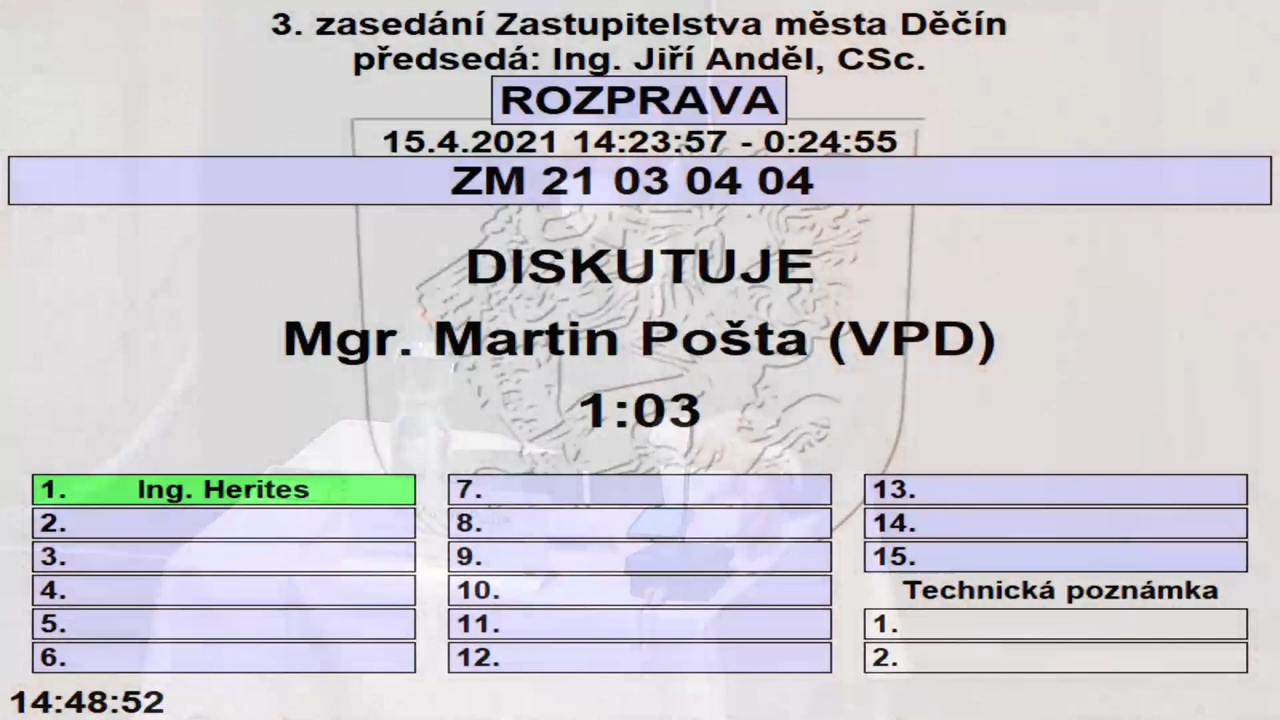 3. zasedání Zastupitelstva města Děčín
předsedá: Ing. Jiří Anděl, CSc.
ROZPRAVA
15.4.2021 14:23:57 - 0:24:55
ZM 21 03 04 04
DISKUTUJE
Mgr. Martin Pošta (VPD)
1:03
1. Ing. Herites
2.
3.
4.
5.
6.
7.
8.
9.
10.
11.
12.
13.
14.
15.
Technická poznámka
1.
2.
14:48:52